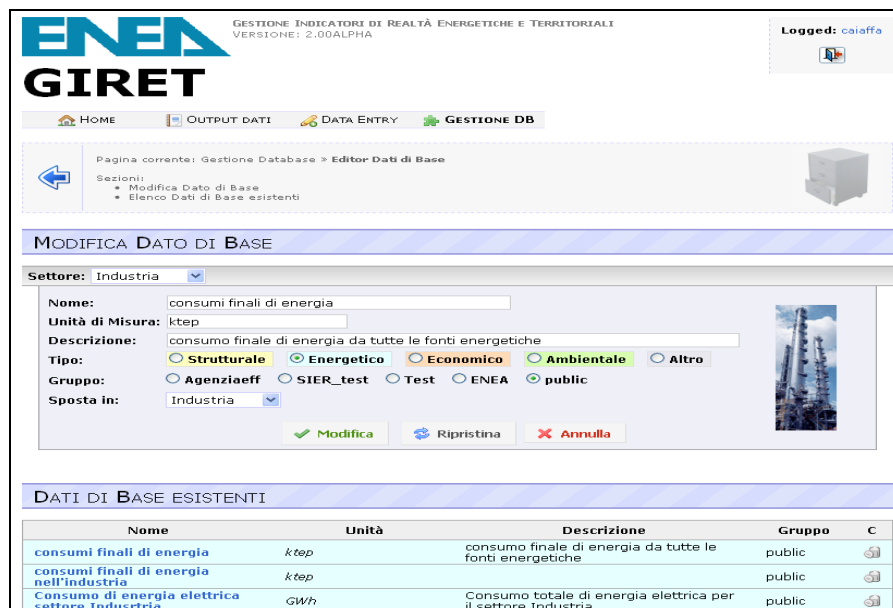 ENEA
GESTIONE INDICATORI DI REALTÀ ENERGETICHE E TERRITORIALI
VERSIONE: 2.00ALPHA
Logged: caiaffa
GIRET
HOME OUTPUT DATI DATA ENTRY GESTIONE DB
Pagina corrente: Gestione Database » Editor Dati di Base
Sezioni:
• Modifica Dato di Base
• Elenco Dati di Base esistenti
MODIFICA DATO DI BASE
Settore: Industria
Nome: consumi finali di energia
Unità di Misura: ktep
Descrizione: consumo finale di energia da tutte le fonti energetiche
Tipo: Strutturale Energetico Economico Ambientale Altro
Gruppo: Agenziaeff SIER_test Test ENEA public
Sposta in: Industria
Modifica Ripristina Annulla
DATI DI BASE ESISTENTI
Nome Unità Descrizione Gruppo C
consumi finali di energia ktep consumo finale di energia da tutte le
fonti energetiche public
consumi finali di energia
nell'industria ktep public
Consumo di energia elettrica
settore Indusrtria GWh Consumo totale di energia elettrica per
il settore Industria public